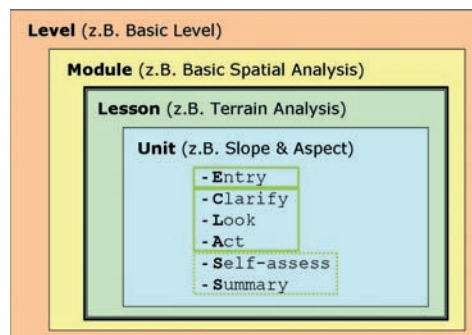 Level (z.B. Basic Level)
Module (z.B. Basic Spatial Analysis)
Lesson (z.B. Terrain Analysis)
Unit (z.B. Slope & Aspect)
- Entry
- Clarify
- Look
- Act
- Self-assess
- Summary